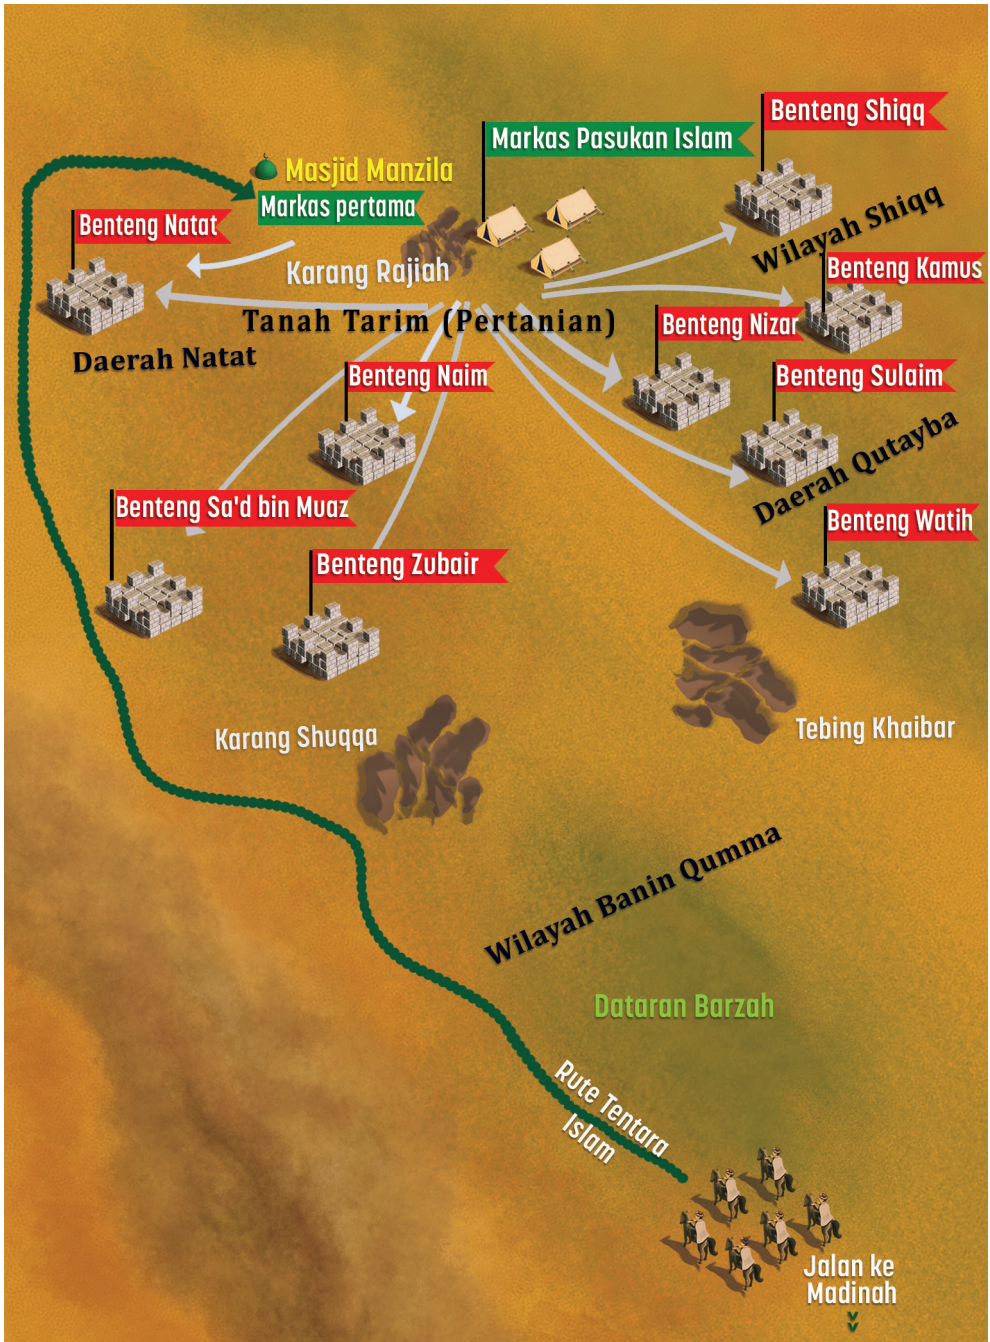 Benteng Shiqq
Markas Pasukan Islam
Masjid Manzila
Markas pertama
Benteng Natat
Wilayah Shiqq
Karang Rajiah
Benteng Kamus
Tanah Tarim (Pertanian)
Benteng Nizar
Daerah Natat
Benteng Naim
Benteng Sulaim
Daerah Qutayba
Benteng Sa'd bin Muaz
Benteng Watih
Benteng Zubair
Karang Shuqqa
Tebing Khaibar
Wilayah Banin Qumma
Dataran Barzah
Rute Tentara
Islam
Jalan ke
Madinah